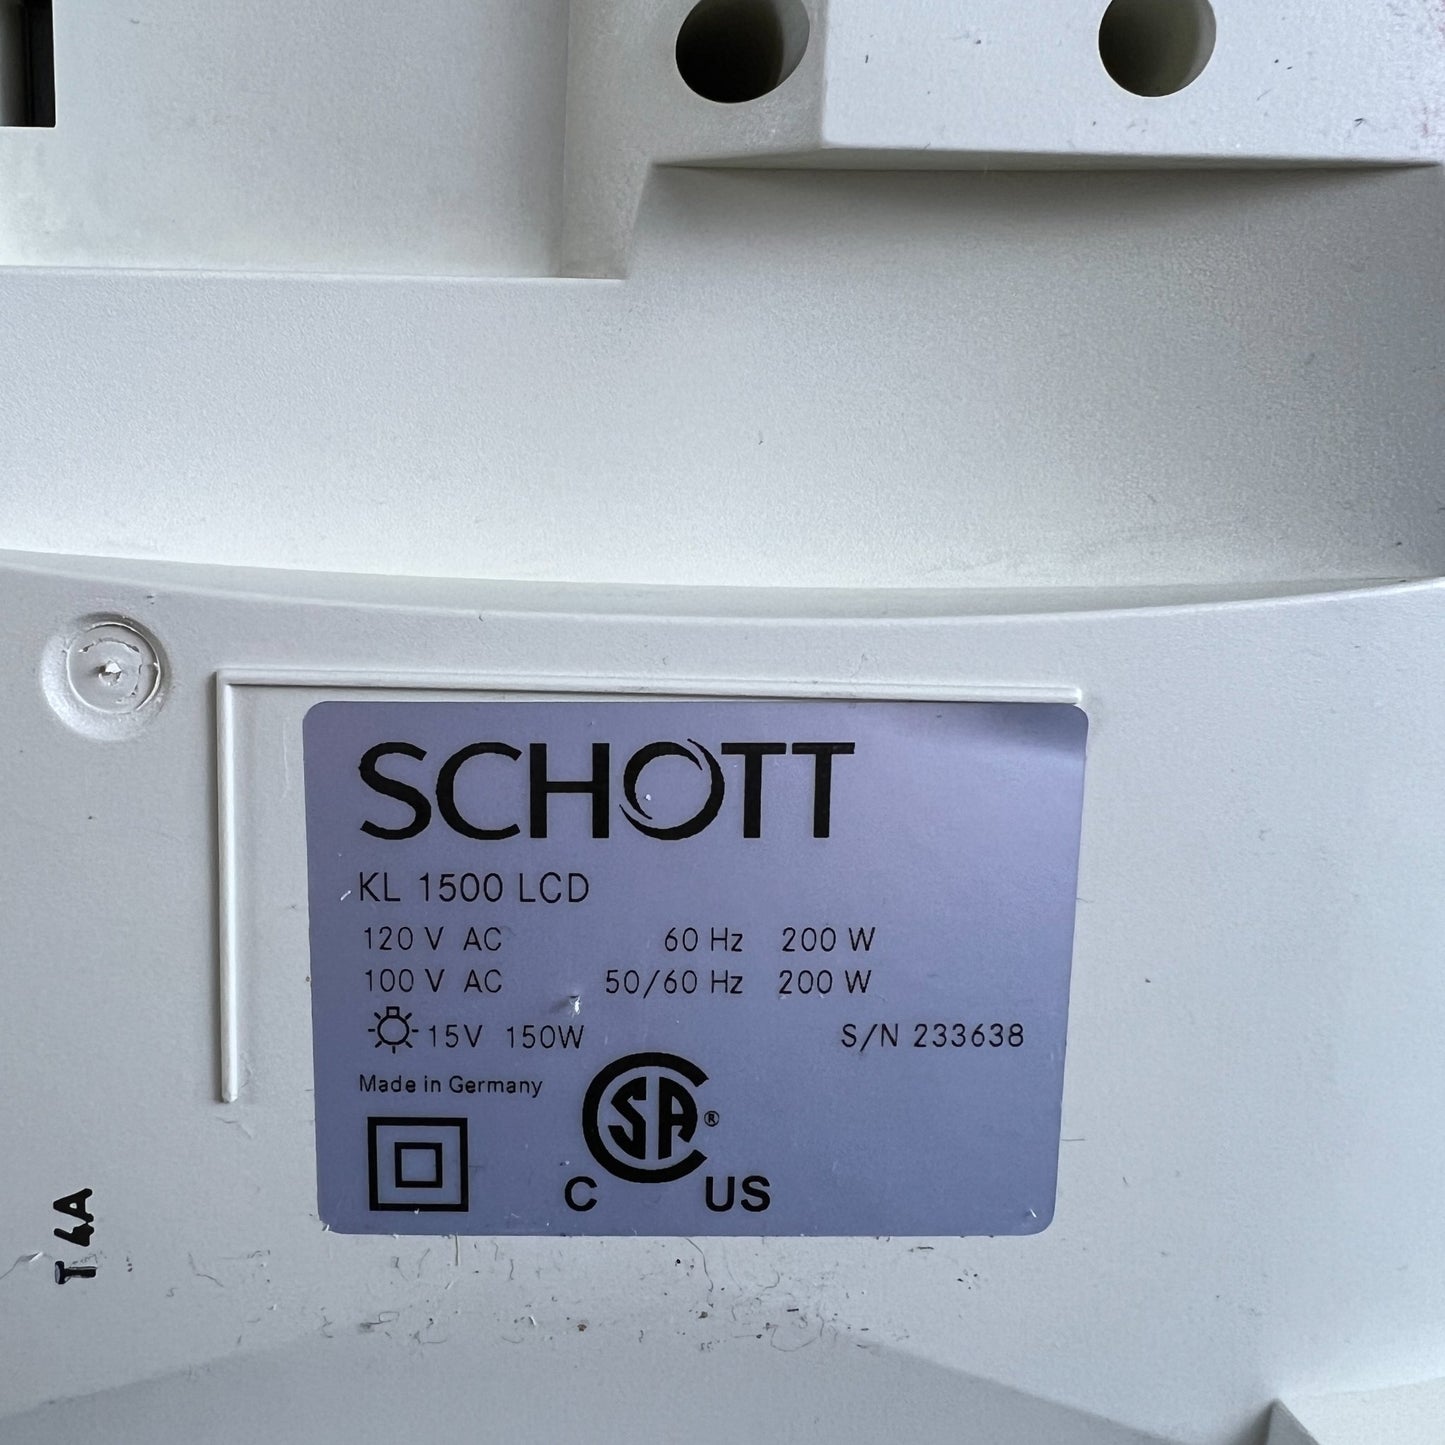 SCHOTT
KL 1500 LCD
120 V AC 60 Hz 200 W
100 V AC 50/60 Hz 200 W
15V 150W S/N 233638
Made in Germany
CSA®
C US
T 4A